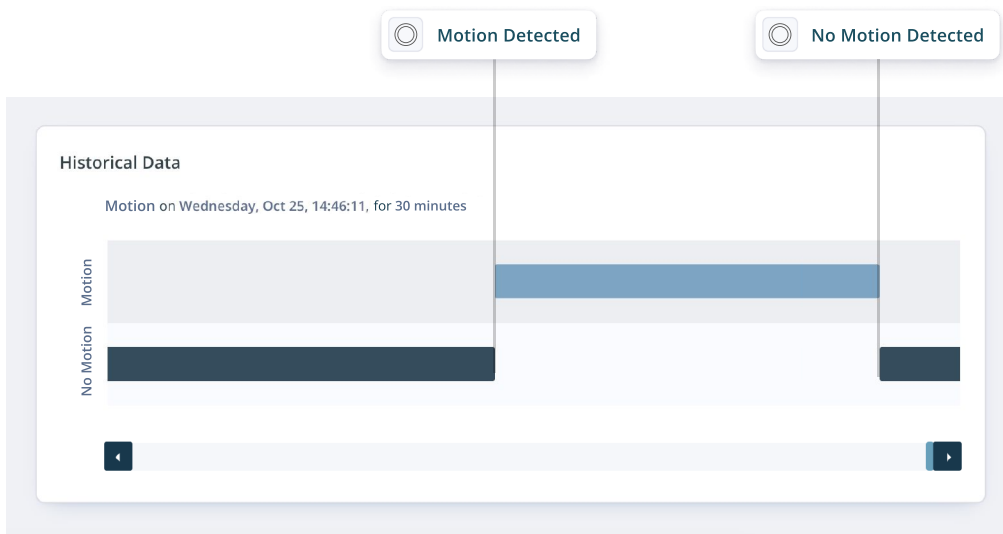 Motion Detected
No Motion Detected
Historical Data
Motion on Wednesday, Oct 25, 14:46:11, for 30 minutes
Motion
No Motion